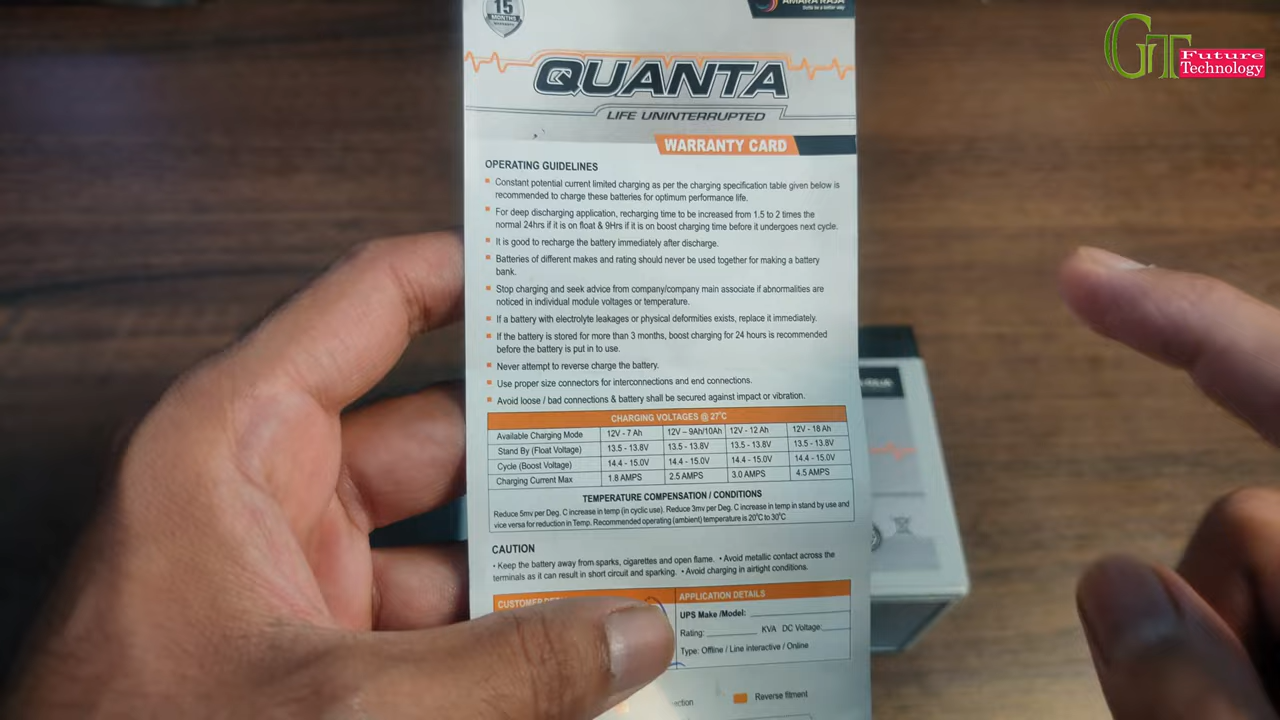 15
MONTHS
AMARA RAJA
Gotta be a better way
GT Future
Technology
QUANTA
LIFE UNINTERRUPTED
WARRANTY CARD
OPERATING GUIDELINES
Constant potential current limited charging as per the charging specification table given below is
recommended to charge these batteries for optimum performance life.
For deep discharging application, recharging time to be increased from 1.5 to 2 times the
normal 24hrs if it is on float & 9Hrs if it is on boost charging time before it undergoes next cycle.
It is good to recharge the battery immediately after discharge.
Batteries of different makes and rating should never be used together for making a battery
bank.
Stop charging and seek advice from company/company main associate if abnormalities are
noticed in individual module voltages or temperature.
If a battery with electrolyte leakages or physical deformities exists, replace it immediately.
If the battery is stored for more than 3 months, boost charging for 24 hours is recommended
before the battery is put in to use.
Never attempt to reverse charge the battery.
Use proper size connectors for interconnections and end connections.
Avoid loose / bad connections & battery shall be secured against impact or vibration.
CHARGING VOLTAGES @ 27°C
Available Charging Mode 12V - 7 Ah 12V – 9Ah/10Ah 12V - 12 Ah 12V - 18 Ah
Stand By (Float Voltage) 13.5 - 13.8V 13.5 - 13.8V 13.5 - 13.8V 13.5 - 13.8V
Cycle (Boost Voltage) 14.4 - 15.0V 14.4 - 15.0V 14.4 - 15.0V 14.4 - 15.0V
Charging Current Max 1.8 AMPS 2.5 AMPS 3.0 AMPS 4.5 AMPS
TEMPERATURE COMPENSATION / CONDITIONS
Reduce 5mv per Deg. C increase in temp (in cyclic use). Reduce 3mv per Deg. C increase in temp in stand by use and
vice versa for reduction in Temp. Recommended operating (ambient) temperature is 20°C to 30°C
CAUTION
• Keep the battery away from sparks, cigarettes and open flame. • Avoid metallic contact across the
terminals as it can result in short circuit and sparking. • Avoid charging in airtight conditions.
CUSTOMER DE
APPLICATION DETAILS
UPS Make /Model:
Rating: KVA DC Voltage:
Type: Offline / Line interactive / Online
ection Reverse fitment